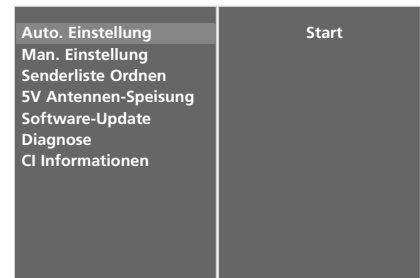 Auto. Einstellung
Start
Man. Einstellung
Senderliste Ordnen
5V Antennen-Speisung
Software-Update
Diagnose
CI Informationen